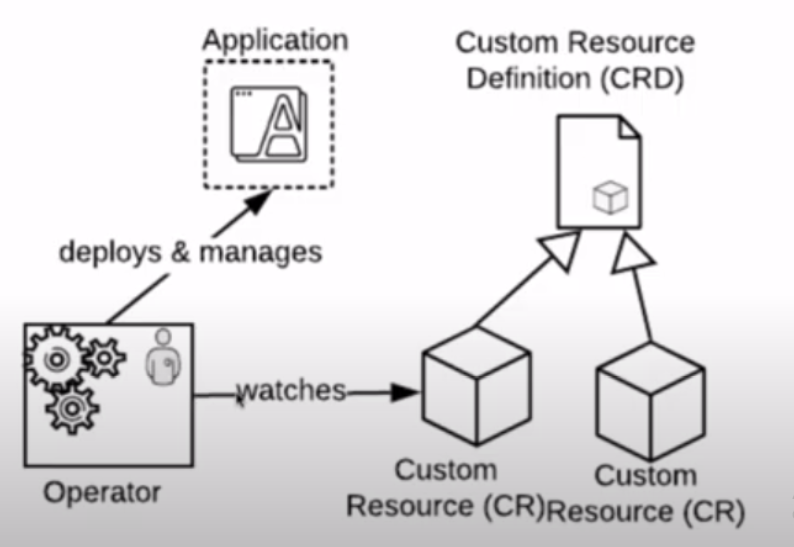 Application
Custom Resource
Definition (CRD)
deploys & manages
watches
Operator
Custom
Resource (CR)
Custom
Resource (CR)